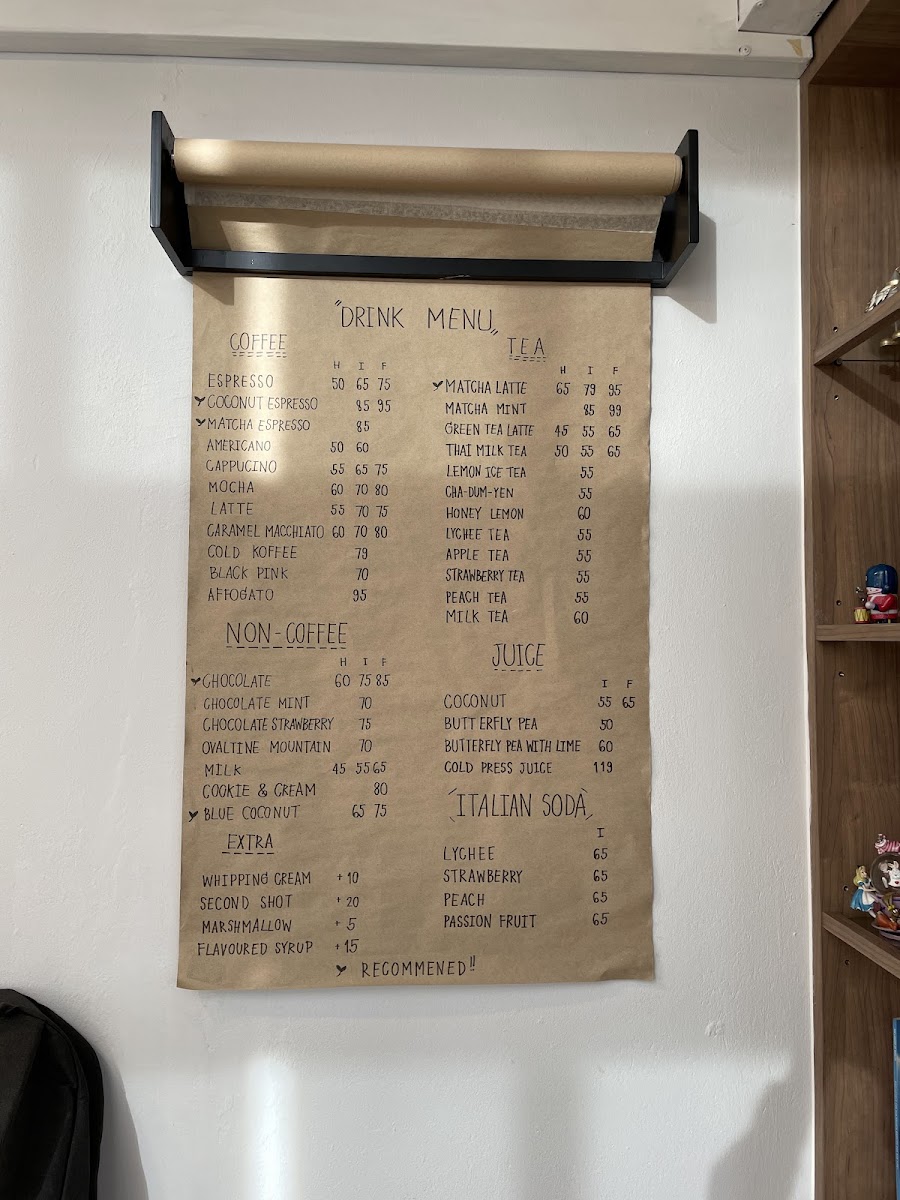 "DRINK MENU"
COFFEE
H I F
ESPRESSO 50 65 75
COCONUT ESPRESSO 85 95
MATCHA ESPRESSO 85
AMERICANO 50 60
CAPPUCINO 55 65 75
MOCHA 60 70 80
LATTE 55 70 75
CARAMEL MACCHIATO 60 70 80
COLD KOFFEE 79
BLACK PINK 70
AFFOGATO 95
NON-COFFEE
H I F
CHOCOLATE 60 75 85
CHOCOLATE MINT 70
CHOCOLATE STRAWBERRY 75
OVALTINE MOUNTAIN 70
MILK 45 55 65
COOKIE & CREAM 80
BLUE COCONUT 65 75
EXTRA
WHIPPING CREAM +10
SECOND SHOT +20
MARSHMALLOW +5
FLAVOURED SYRUP +15
TEA
H I F
MATCHA LATTE 65 79 95
MATCHA MINT 85 99
GREEN TEA LATTE 45 55 65
THAI MILK TEA 50 55 65
LEMON ICE TEA 55
CHA-DUM-YEN 55
HONEY LEMON 60
LYCHEE TEA 55
APPLE TEA 55
STRAWBERRY TEA 55
PEACH TEA 55
MILK TEA 60
JUICE
I F
COCONUT 55 65
BUTTERFLY PEA 50
BUTTERFLY PEA WITH LIME 60
COLD PRESS JUICE 119
ITALIAN SODA
I
LYCHEE 65
STRAWBERRY 65
PEACH 65
PASSION FRUIT 65
RECOMMENED!!